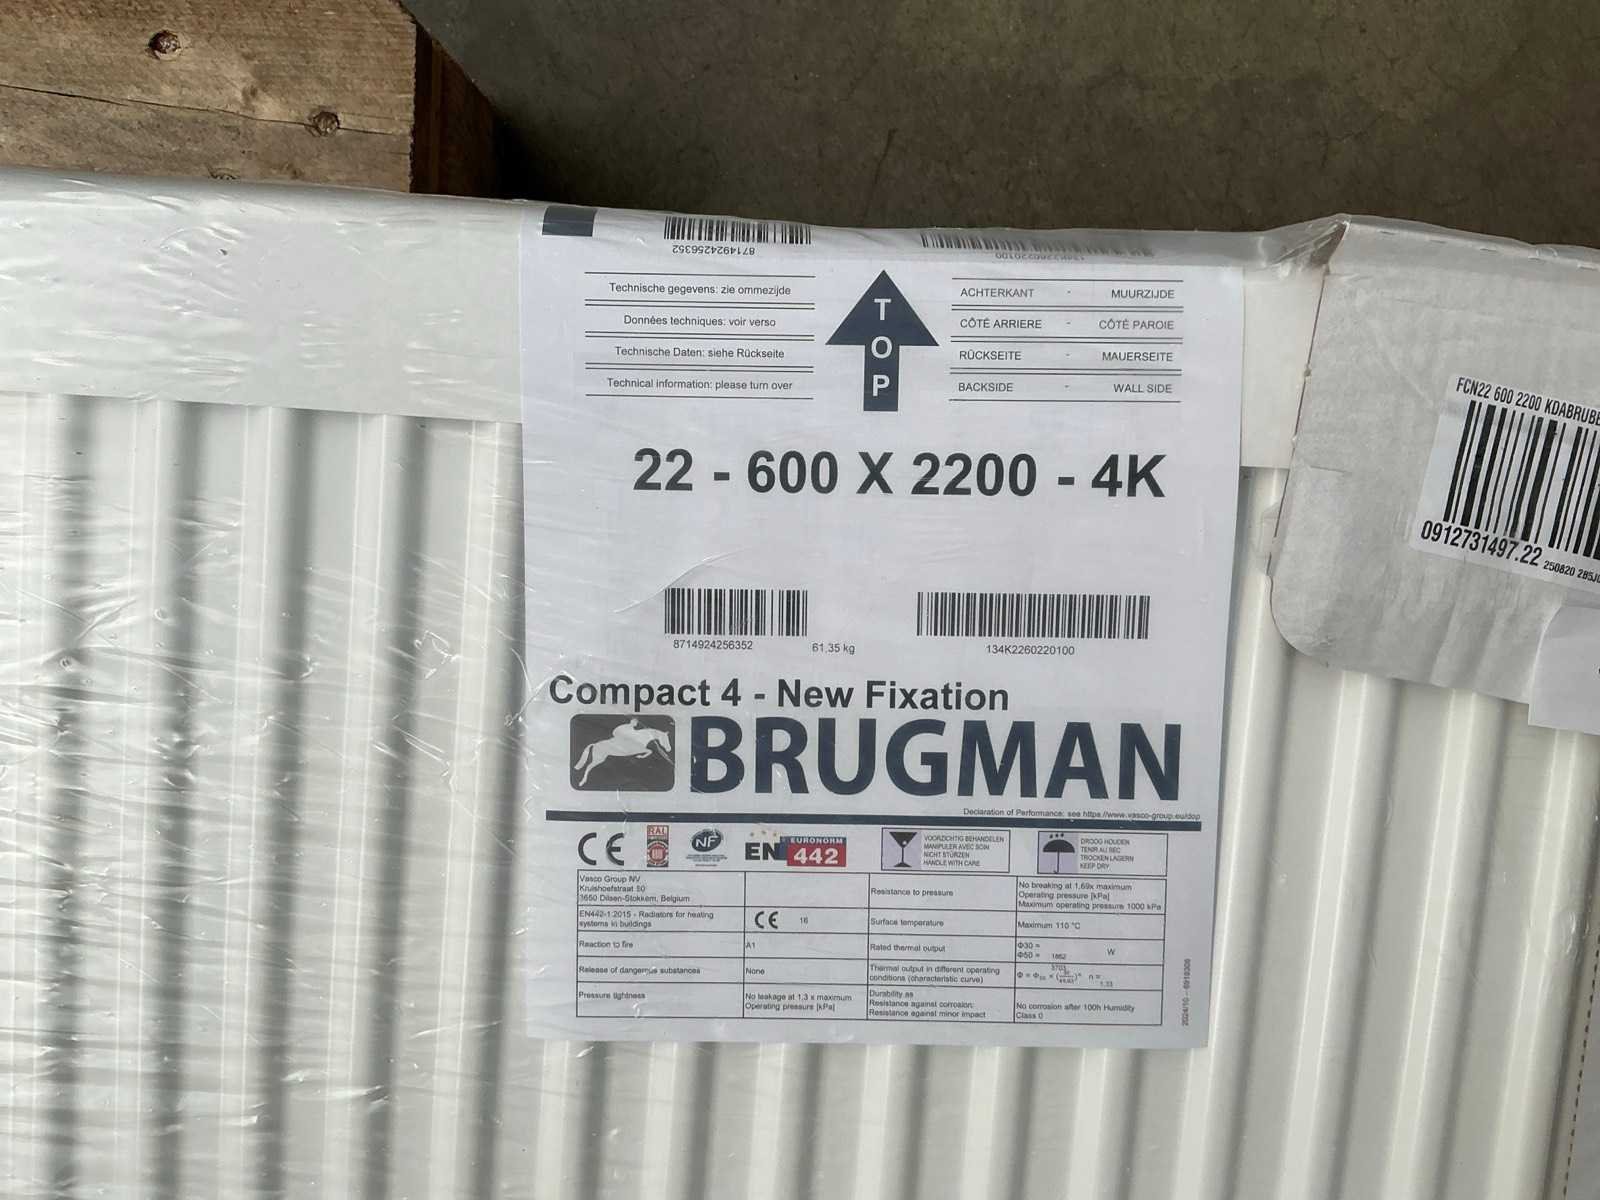 8714924256352
134K2260220100
Technische gegevens: zie ommezijde
Données techniques: voir verso
Technische Daten: siehe Rückseite
Technical information: please turn over
TOP
ACHTERKANT - MUURZIJDE
CÔTÉ ARRIERE - CÔTÉ PAROIE
RÜCKSEITE - MAUERSEITE
BACKSIDE - WALL SIDE
22 - 600 X 2200 - 4K
8714924256352 61,35 kg
134K2260220100
Compact 4 - New Fixation
BRUGMAN
Declaration of Performance: see https://www.vasco-group.eu/dop
CE
RAL
NF
EN EURONORM 442
VOORZICHTIG BEHANDELEN
MANIPULER AVEC SOIN
NICHT STÜRZEN
HANDLE WITH CARE
DROOG HOUDEN
TENIR AU SEC
TROCKEN LAGERN
KEEP DRY
Vasco Group NV
Kruishoefstraat 50
3650 Dilsen-Stokkem, Belgium
EN442-1:2015 - Radiators for heating
systems in buildings
CE 16
Reaction to fire A1
Release of dangerous substances None
Pressure tightness
No leakage at 1,3 x maximum
Operating pressure [kPa]
Resistance to pressure
No breaking at 1,69x maximum
Operating pressure [kPa]
Maximum operating pressure 1000 kPa
Surface temperature Maximum 110 °C
Rated thermal output
Φ30 = 1862
Φ50 = 3703
W
Thermal output in different operating
conditions (characteristic curve)
n = 1,33
Durability as
Resistance against corrosion:
Resistance against minor impact
No corrosion after 100h Humidity
Class 0
FCN22 600 2200 KDABRUBE
0912731497.22
250820